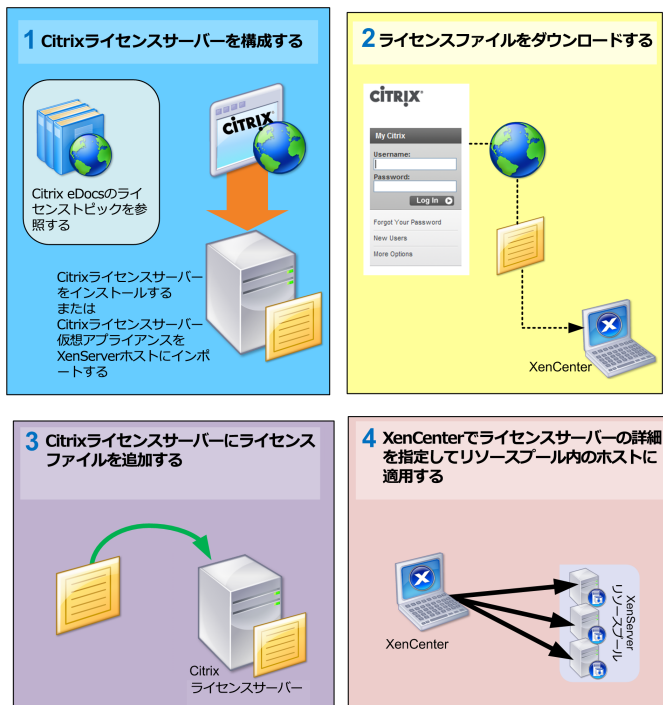 1 Citrixライセンスサーバーを構成する
CİTRIX
Citrix eDocsのライ
センストピックを参
照する
Citrixライセンスサーバー
をインストールする
または
Citrixライセンスサーバー
仮想アプライアンスを
XenServerホストにインポ
ートする
2 ライセンスファイルをダウンロードする
CİTRIX
My Citrix
Username:
Password:
Log In
Forgot Your Password
New Users
More Options
XenCenter
3 Citrixライセンスサーバーにライセンス
ファイルを追加する
Citrix
ライセンスサーバー
4 XenCenterでライセンスサーバーの詳細
を指定してリソースプール内のホストに
適用する
XenCenter
XenServer
リソースプール